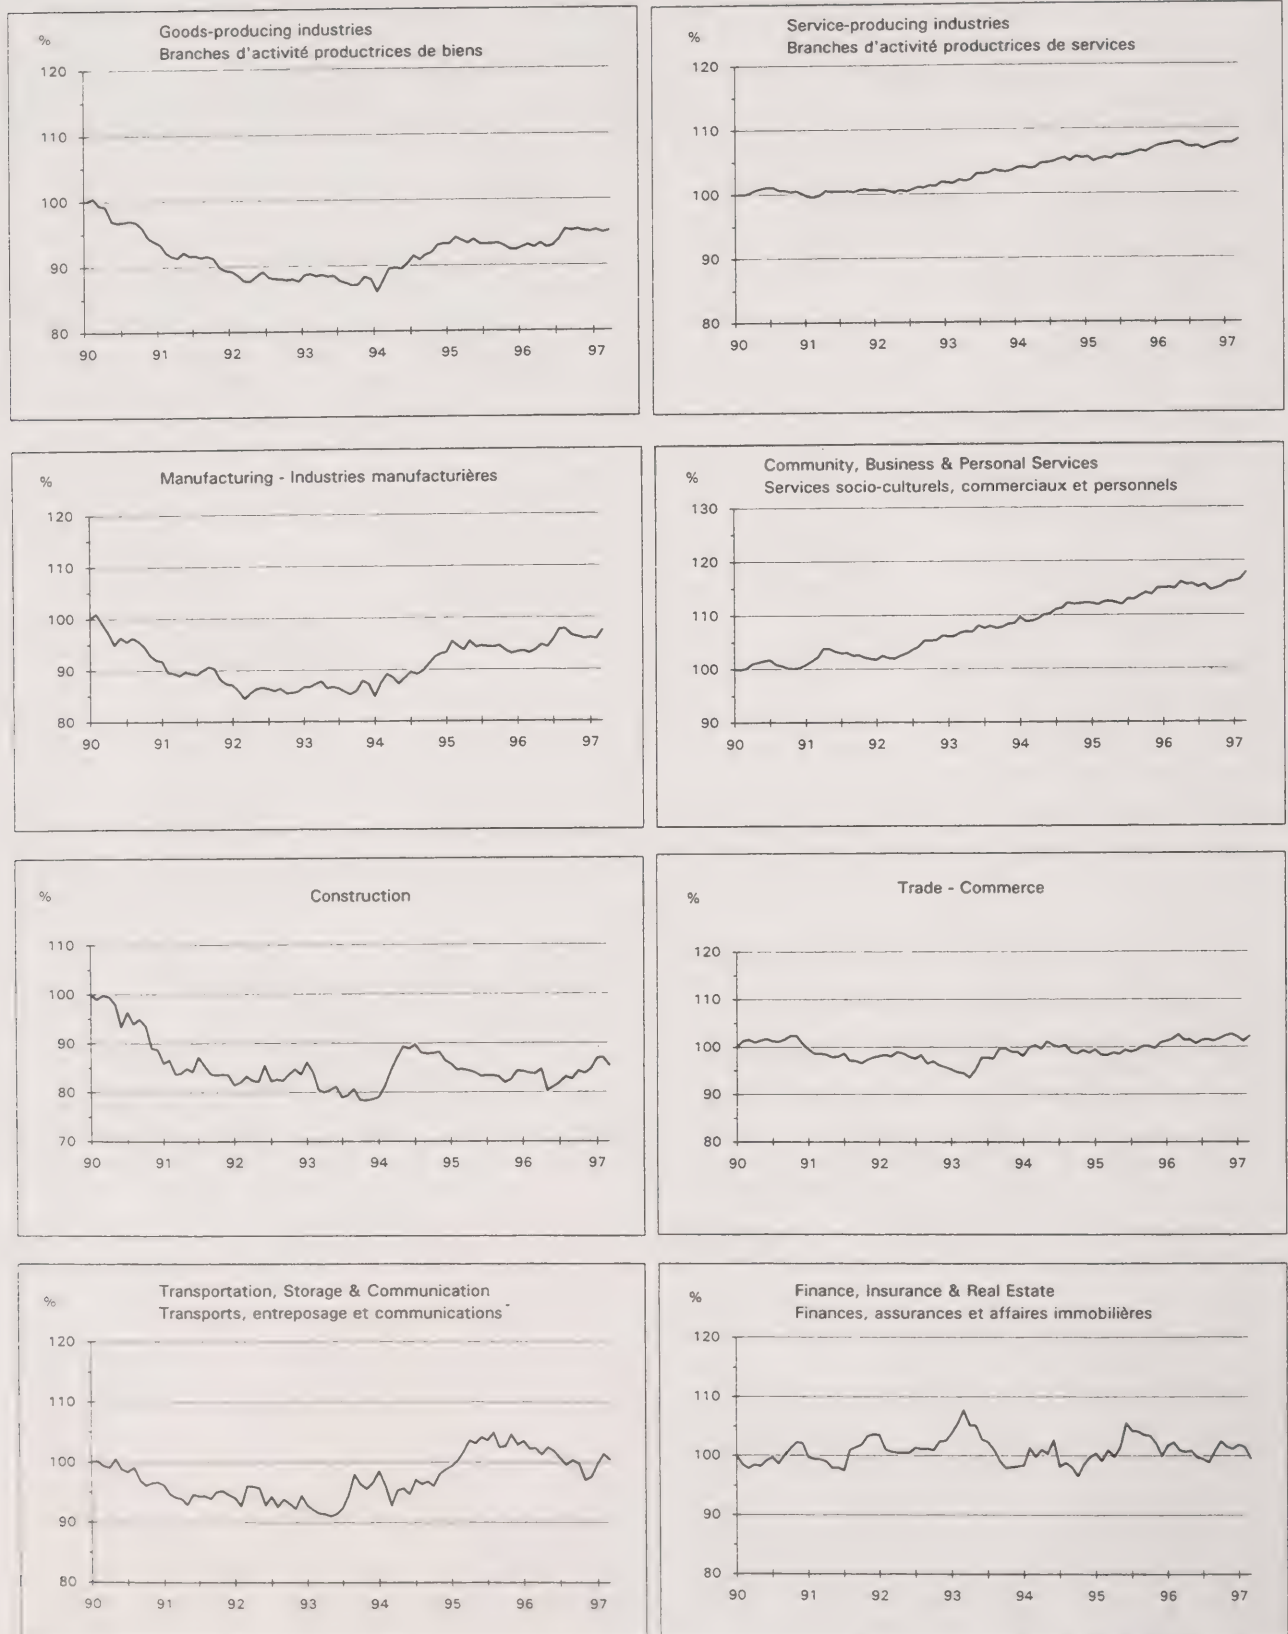 Goods-producing industries
Branches d'activité productrices de biens
%
120
110
100
90
80
90 91 92 93 94 95 96 97
Service-producing industries
Branches d'activité productrices de services
%
120
110
100
90
80
90 91 92 93 94 95 96 97
Manufacturing - Industries manufacturières
%
120
110
100
90
80
90 91 92 93 94 95 96 97
Community, Business & Personal Services
Services socio-culturels, commerciaux et personnels
%
130
120
110
100
90
90 91 92 93 94 95 96 97
Construction
%
110
100
90
80
70
90 91 92 93 94 95 96 97
Trade - Commerce
%
120
110
100
90
80
90 91 92 93 94 95 96 97
Transportation, Storage & Communication
Transports, entreposage et communications
%
120
110
100
90
80
90 91 92 93 94 95 96 97
Finance, Insurance & Real Estate
Finances, assurances et affaires immobilières
%
120
110
100
90
80
90 91 92 93 94 95 96 97